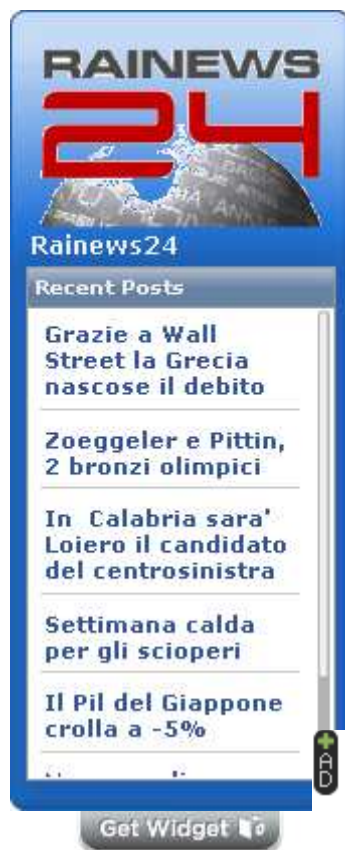 RAINEWS
24
Rainews24
Recent Posts
Grazie a Wall
Street la Grecia
nascose il debito
Zoeggeler e Pittin,
2 bronzi olimpici
In  Calabria sara'
Loiero il candidato
del centrosinistra
Settimana calda
per gli scioperi
Il Pil del Giappone
crolla a -5%
AD
Get Widget